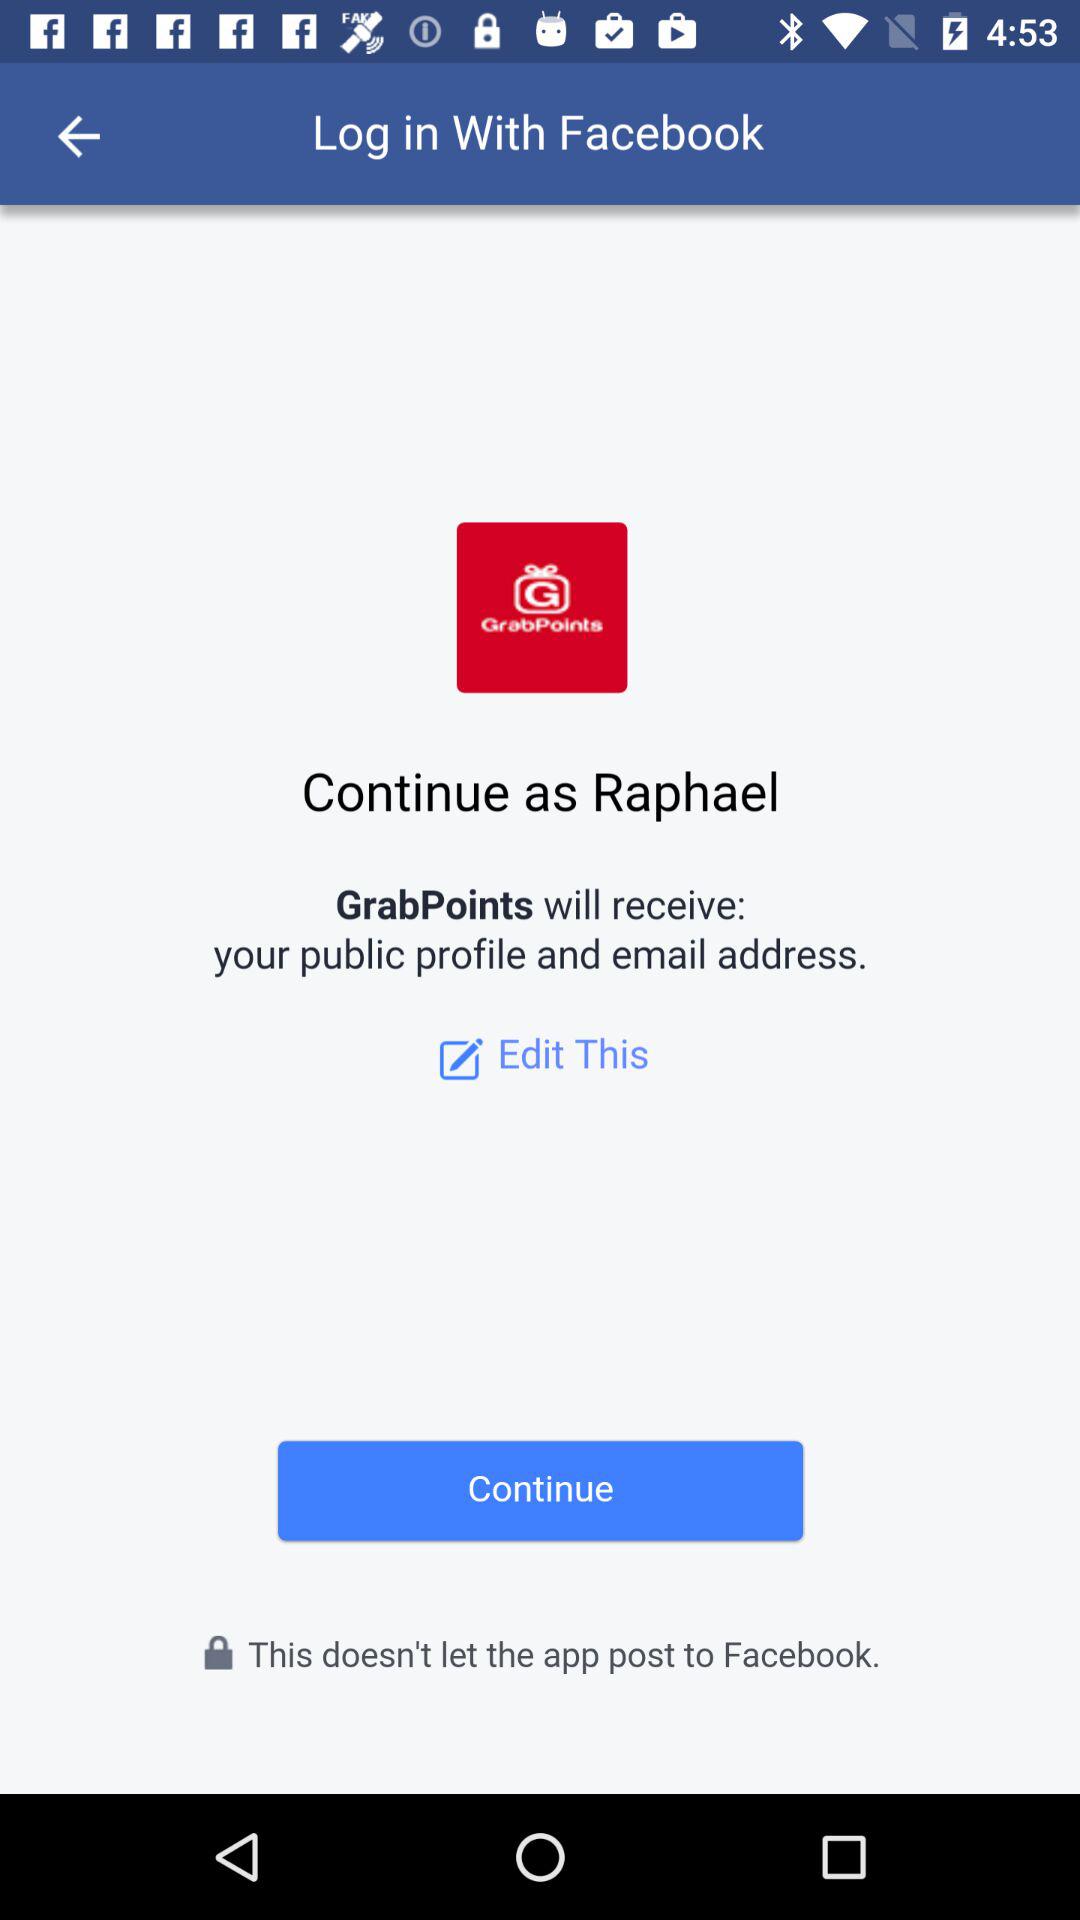 FAKE
4:53
Log in With Facebook
G
GrabPoints
Continue as Raphael
GrabPoints will receive:
your public profile and email address.
Edit This
Continue
This doesn't let the app post to Facebook.